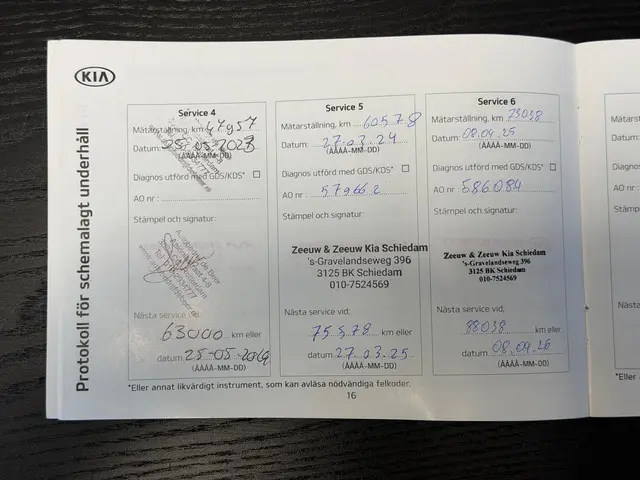 KIA
Protokoll för schemalagt underhåll
Service 4
Mätarställning, km 47957
Datum: 25-05-2023
(ÅÅÅÅ-MM-DD)
Diagnos utförd med GDS/KDS*
AO nr :
Stämpel och signatur:
Nästa service vid;
63000 km eller
datum 25-05-2024
(ÅÅÅÅ-MM-DD)
Service 5
Mätarställning, km 60578
Datum: 27.03.24
(ÅÅÅÅ-MM-DD)
Diagnos utförd med GDS/KDS*
AO nr : 579662
Stämpel och signatur:
Zeeuw & Zeeuw Kia Schiedam
's-Gravelandseweg 396
3125 BK Schiedam
010-7524569
Nästa service vid;
75578 km eller
datum 27.03.25
(ÅÅÅÅ-MM-DD)
Service 6
Mätarställning, km 73038
Datum: 08.04.25
(ÅÅÅÅ-MM-DD)
Diagnos utförd med GDS/KDS*
AO nr : 586084
Stämpel och signatur:
Zeeuw & Zeeuw Kia Schiedam
's-Gravelandseweg 396
3125 BK Schiedam
010-7524569
Nästa service vid;
88038 km eller
datum 08.04.26
(ÅÅÅÅ-MM-DD)
*Eller annat likvärdigt instrument, som kan avläsa nödvändiga felkoder.
16